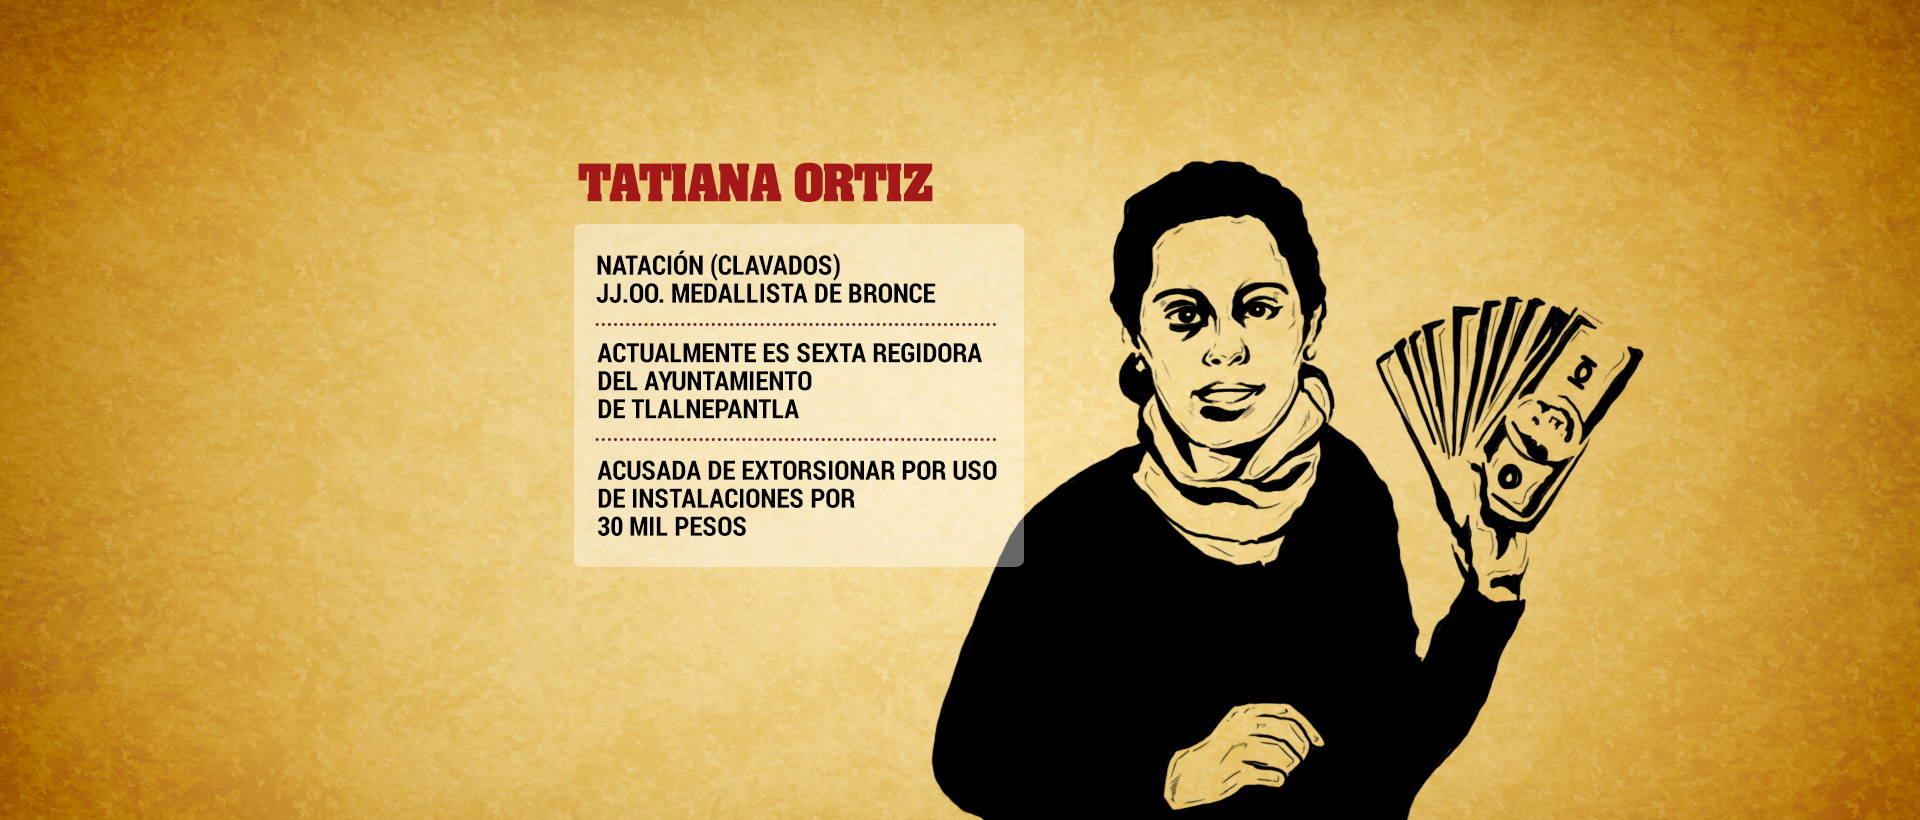 TATIANA ORTIZ
NATACIÓN (CLAVADOS)
JJ.OO. MEDALLISTA DE BRONCE
ACTUALMENTE ES SEXTA REGIDORA
DEL AYUNTAMIENTO
DE TLALNEPANTLA
ACUSADA DE EXTORSIONAR POR USO
DE INSTALACIONES POR
30 MIL PESOS